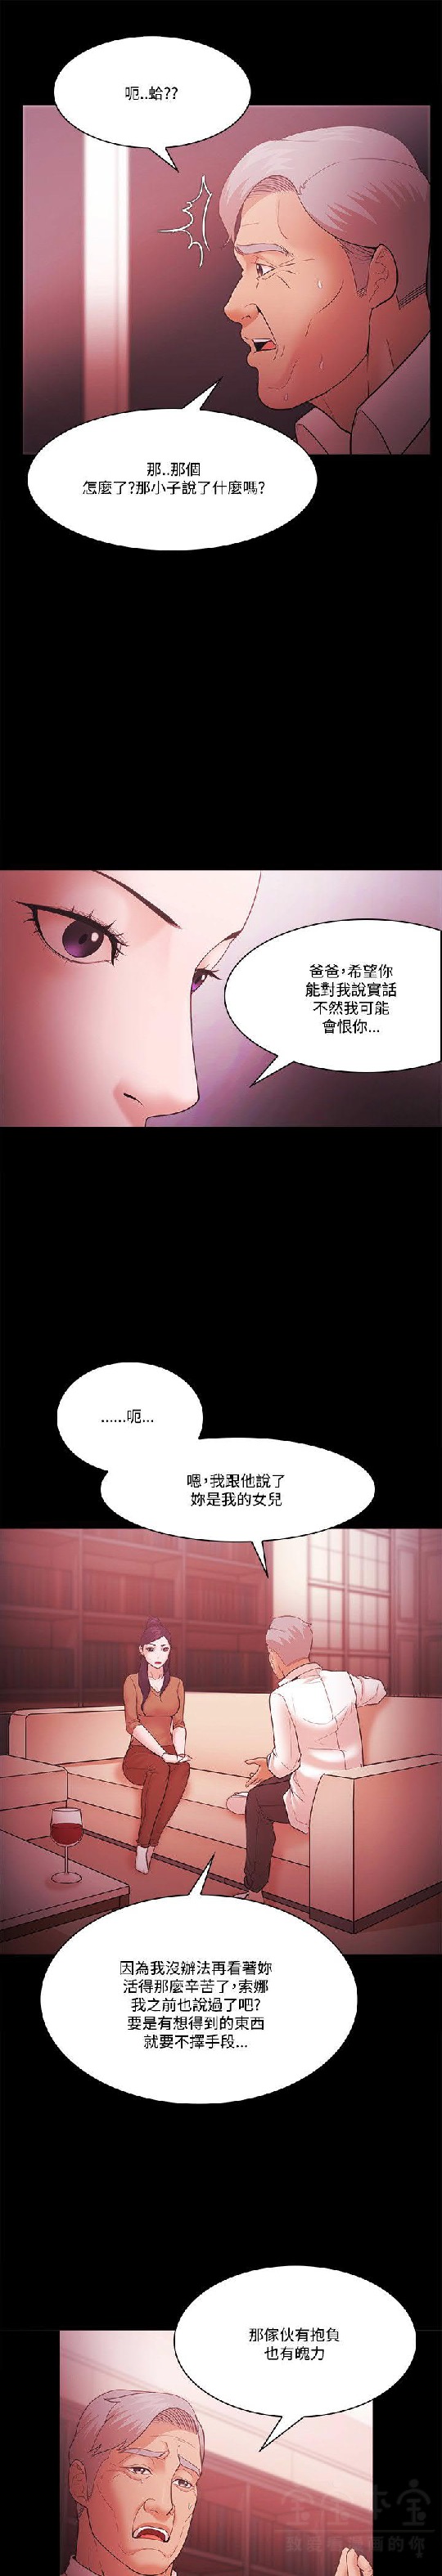 呃..蛤??
那..那個
怎麼了?那小子說了什麼嗎?
爸爸，希望你
能對我說實話
不然我可能
會恨你...
......呃...
嗯，我跟他說了
妳是我的女兒
因為我沒辦法再看著妳
活得那麼辛苦了，索娜
我之前也說過了吧?
要是有想得到的東西
就要不擇手段...
那傢伙有抱負
也有魄力